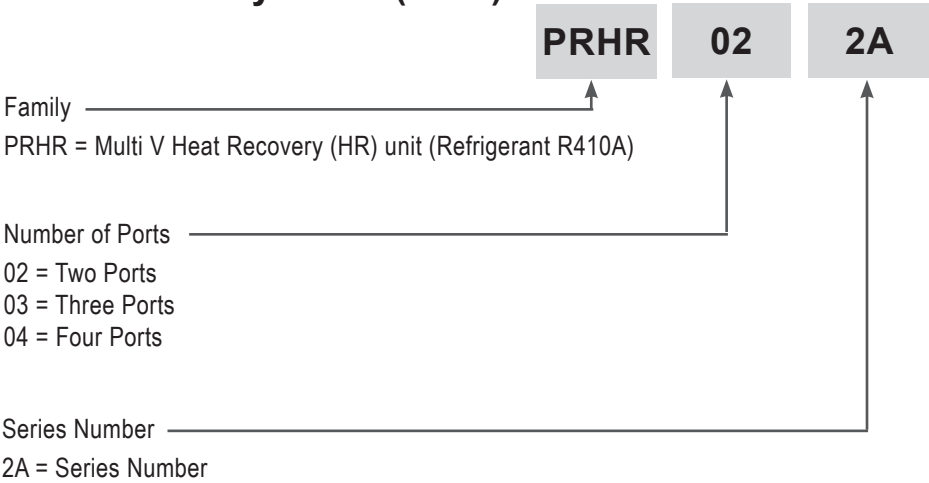 PRHR 02 2A
Family
PRHR = Multi V Heat Recovery (HR) unit (Refrigerant R410A)
Number of Ports
02 = Two Ports
03 = Three Ports
04 = Four Ports
Series Number
2A = Series Number